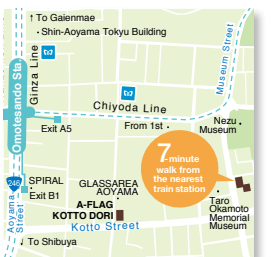 ↑ To Gaienmae
• Shin-Aoyama Tokyu Building
Ginza Line
Omotesando Sta.
Museum Street
Chiyoda Line
Exit A5
From 1st •
Nezu •
Museum
7-minute
walk from
the nearest
train station
246
Aoyama
Street
SPIRAL
Exit B1
GLASSAREA
AOYAMA
A-FLAG
KOTTO DORI
Kotto Street
Taro
Okamoto
Memorial
Museum
↓ To Shibuya